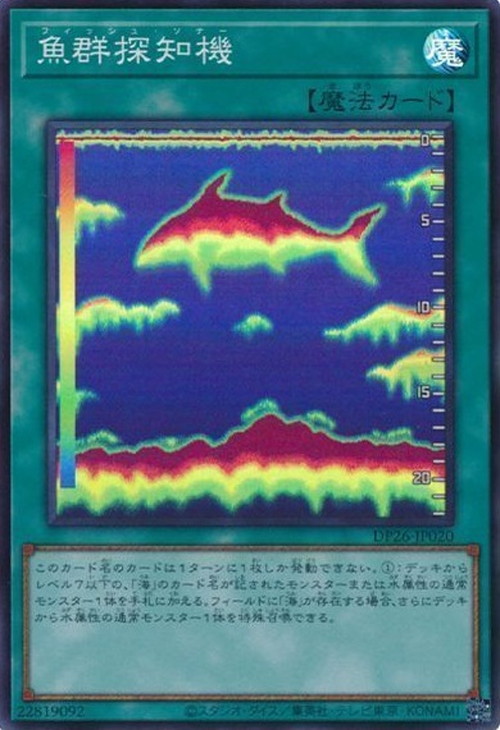 フィッシュ・ソナー
魚群探知機
魔
【魔法カード】
0
5
10
15
20
DP26-JP020
このカード名のカードは1ターンに1枚しか発動できない。①:デッキから
レベル7以下の、「海」のカード名が記されたモンスターまたは水属性の通常
モンスター1体を手札に加える。フィールドに「海」が存在する場合、さらにデッキ
から水属性の通常モンスター1体を特殊召喚できる。
22819092
©スタジオ・ダイス／集英社・テレビ東京・KONAMI